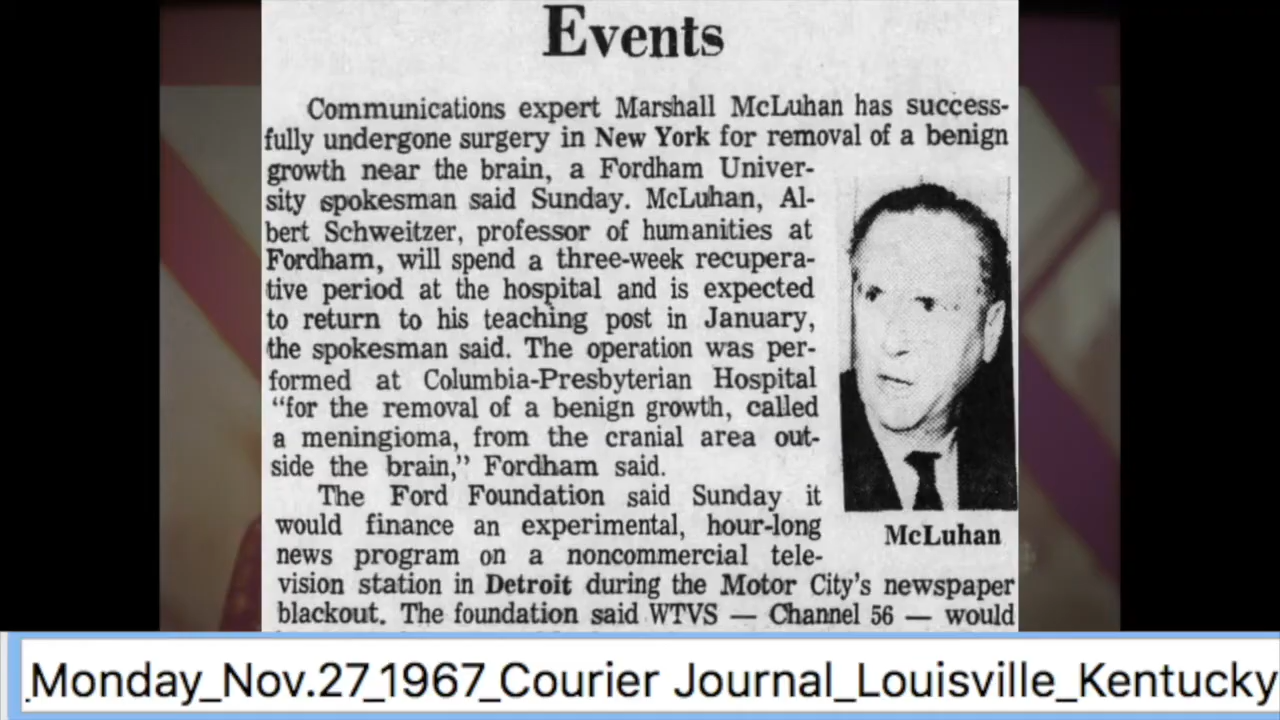 Events
Communications expert Marshall McLuhan has success-
fully undergone surgery in New York for removal of a benign
growth near the brain, a Fordham Univer-
sity spokesman said Sunday. McLuhan, Al-
bert Schweitzer, professor of humanities at
Fordham, will spend a three-week recupera-
tive period at the hospital and is expected
to return to his teaching post in January,
the spokesman said. The operation was per-
formed at Columbia-Presbyterian Hospital
“for the removal of a benign growth, called
a meningioma, from the cranial area out-
side the brain,” Fordham said.
The Ford Foundation said Sunday it
would finance an experimental, hour-long
news program on a noncommercial tele-
vision station in Detroit during the Motor City's newspaper
blackout. The foundation said WTVS — Channel 56 — would
McLuhan
Monday_Nov.27_1967_Courier Journal_Louisville_Kentucky